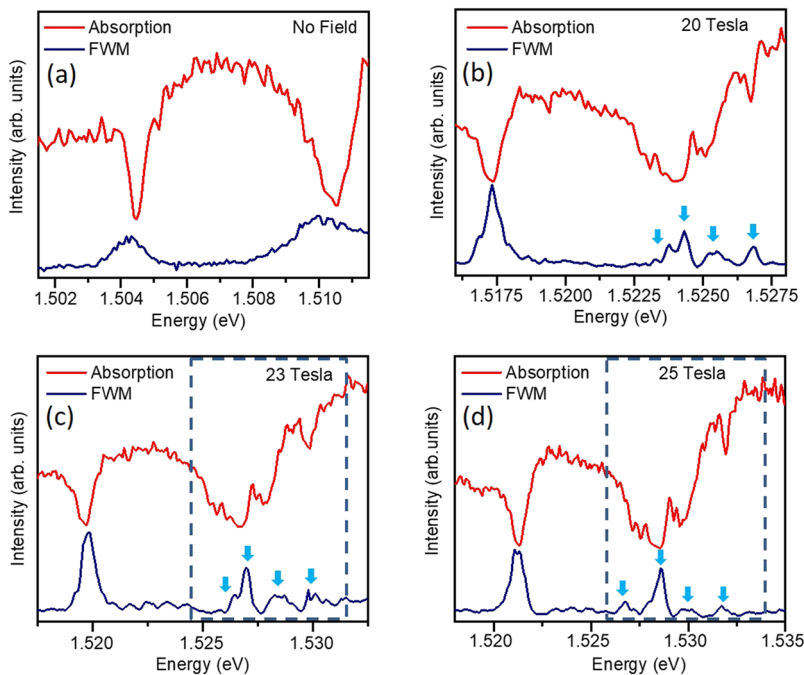 Absorption
No Field
FWM
(a)
Intensity (arb. units)
1.502 1.504 1.506 1.508 1.510
Energy (eV)
Absorption
20 Tesla
FWM
(b)
Intensity (arb. units)
1.5175 1.5200 1.5225 1.5250 1.5275
Energy (eV)
Absorption
23 Tesla
FWM
(c)
Intensity (arb. units)
1.520 1.525 1.530
Energy (eV)
Absorption
25 Tesla
FWM
(d)
Intensity (arb.units)
1.520 1.525 1.530 1.535
Energy (eV)